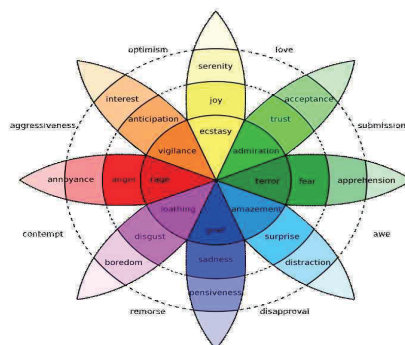 optimism
love
serenity
interest
acceptance
joy
anticipation
trust
aggressiveness
submission
ecstasy
vigilance
admiration
annoyance
anger
rage
terror
fear
apprehension
loathing
amazement
grief
disgust
surprise
contempt
awe
sadness
boredom
distraction
pensiveness
remorse
disapproval